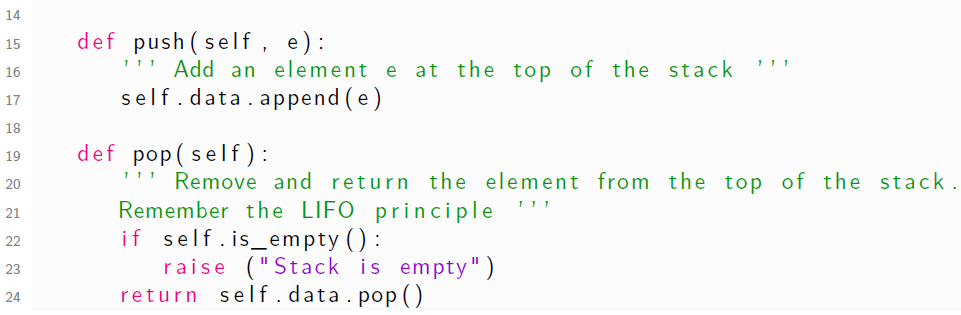 14
15 def push(self, e):
16 ''' Add an element e at the top of the stack '''
17 self.data.append(e)
18
19 def pop(self):
20 ''' Remove and return the element from the top of the stack.
21 Remember the LIFO principle '''
22 if self.is_empty():
23 raise ("Stack is empty")
24 return self.data.pop()